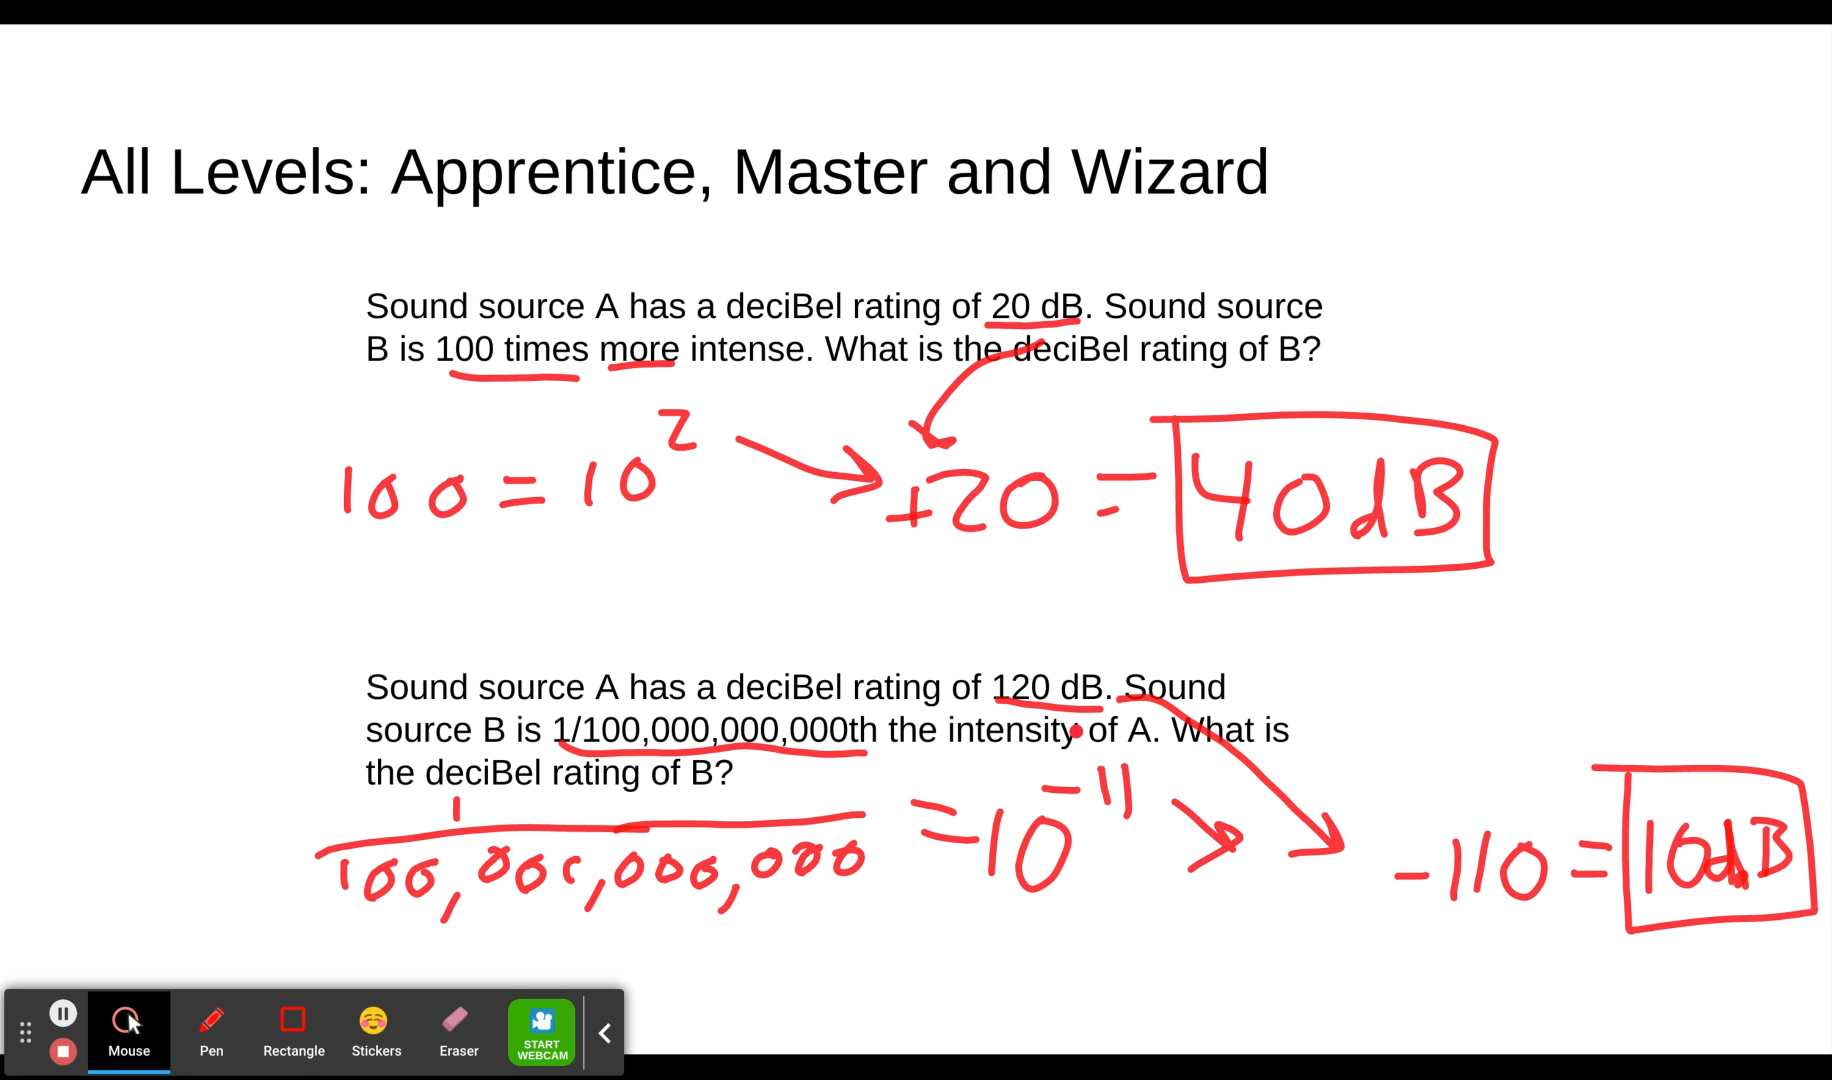 All Levels: Apprentice, Master and Wizard
Sound source A has a deciBel rating of 20 dB. Sound source
B is 100 times more intense. What is the deciBel rating of B?
100 = 10² +20 = 40dB
Sound source A has a deciBel rating of 120 dB. Sound
source B is 1/100,000,000,000th the intensity of A. What is
the deciBel rating of B?
1
100,000,000,000 = 10⁻¹¹ -110 = 10dB
Mouse Pen Rectangle Stickers Eraser START
WEBCAM